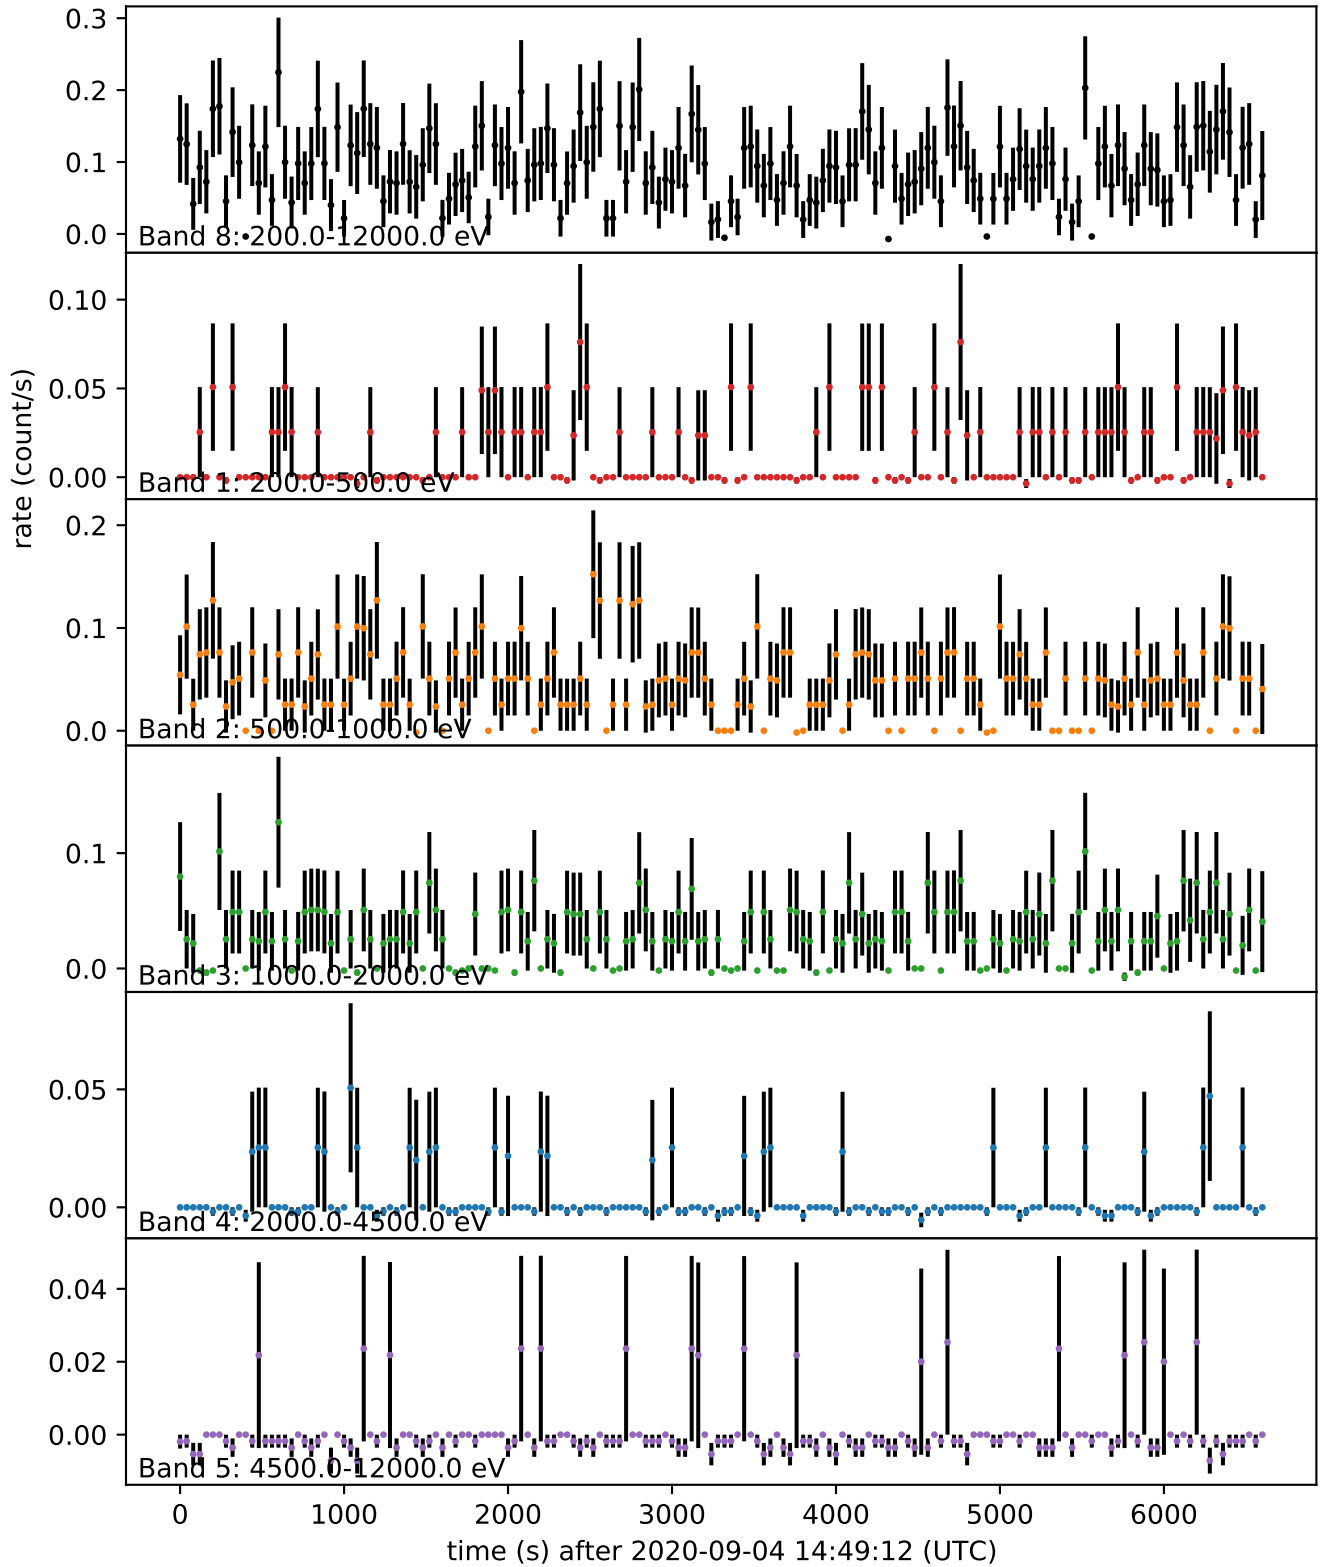 0.3
0.2
0.1
0.0
Band 8: 200.0-12000.0 eV
0.10
0.05
0.00
Band 1: 200.0-500.0 eV
rate (count/s)
0.2
0.1
0.0
Band 2: 500.0-1000.0 eV
0.1
0.0
Band 3: 1000.0-2000.0 eV
0.05
0.00
Band 4: 2000.0-4500.0 eV
0.04
0.02
0.00
Band 5: 4500.0-12000.0 eV
0 1000 2000 3000 4000 5000 6000
time (s) after 2020-09-04 14:49:12 (UTC)